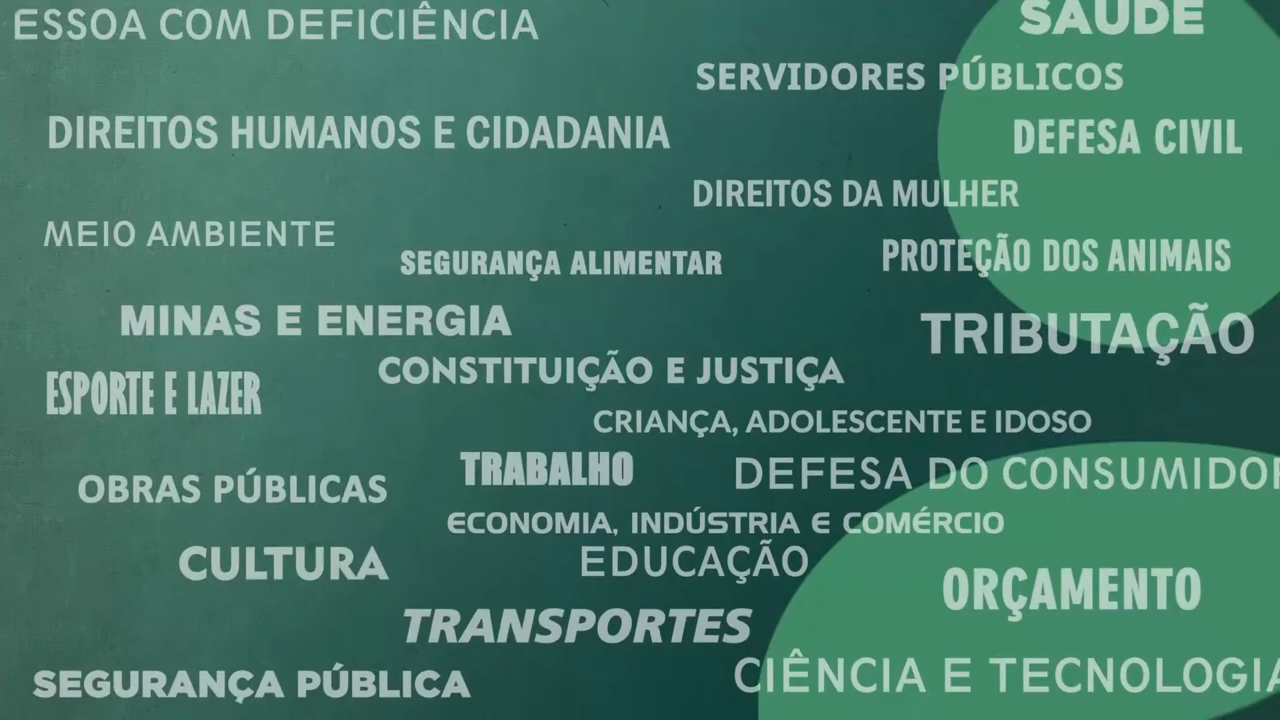 ESSOA COM DEFICIÊNCIA
SAÚDE
SERVIDORES PÚBLICOS
DIREITOS HUMANOS E CIDADANIA
DEFESA CIVIL
DIREITOS DA MULHER
MEIO AMBIENTE
SEGURANÇA ALIMENTAR
PROTEÇÃO DOS ANIMAIS
MINAS E ENERGIA
TRIBUTAÇÃO
CONSTITUIÇÃO E JUSTIÇA
ESPORTE E LAZER
CRIANÇA, ADOLESCENTE E IDOSO
TRABALHO
DEFESA DO CONSUMIDOR
OBRAS PÚBLICAS
ECONOMIA, INDÚSTRIA E COMÉRCIO
CULTURA
EDUCAÇÃO
ORÇAMENTO
TRANSPORTES
CIÊNCIA E TECNOLOGIA
SEGURANÇA PÚBLICA